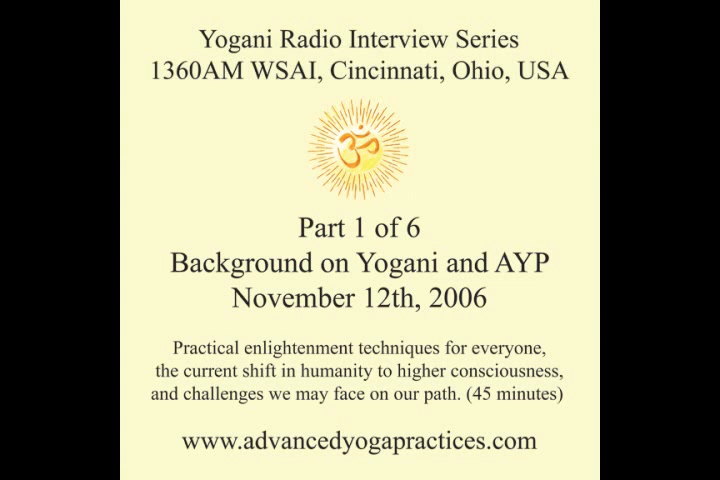 Yogani Radio Interview Series
1360AM WSAI, Cincinnati, Ohio, USA
ॐ
Part 1 of 6
Background on Yogani and AYP
November 12th, 2006
Practical enlightenment techniques for everyone,
the current shift in humanity to higher consciousness,
and challenges we may face on our path. (45 minutes)
www.advancedyogapractices.com